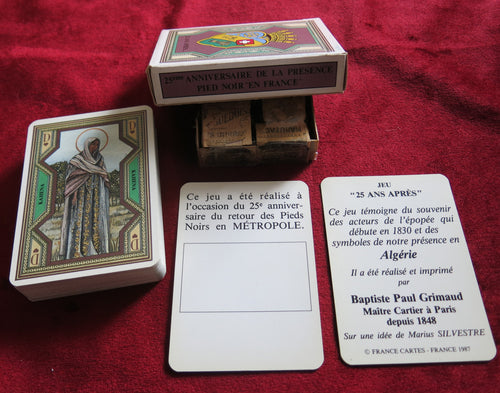 25ème ANNIVERSAIRE DE LA PRÉSENCE
PIED NOIR "EN FRANCE"
KAHINA
KAHINA
D
D
Ce jeu a été réalisé à
l'occasion du 25e anniver-
saire du retour des Pieds
Noirs en MÉTROPOLE.
JEU
"25 ANS APRÈS"
Ce jeu témoigne du souvenir
des acteurs de l'épopée qui
débute en 1830 et des
symboles de notre présence en
Algérie
Il a été réalisé et imprimé
par
Baptiste Paul Grimaud
Maître Cartier à Paris
depuis 1848
Sur une idée de Marius SILVESTRE
© FRANCE CARTES - FRANCE 1987